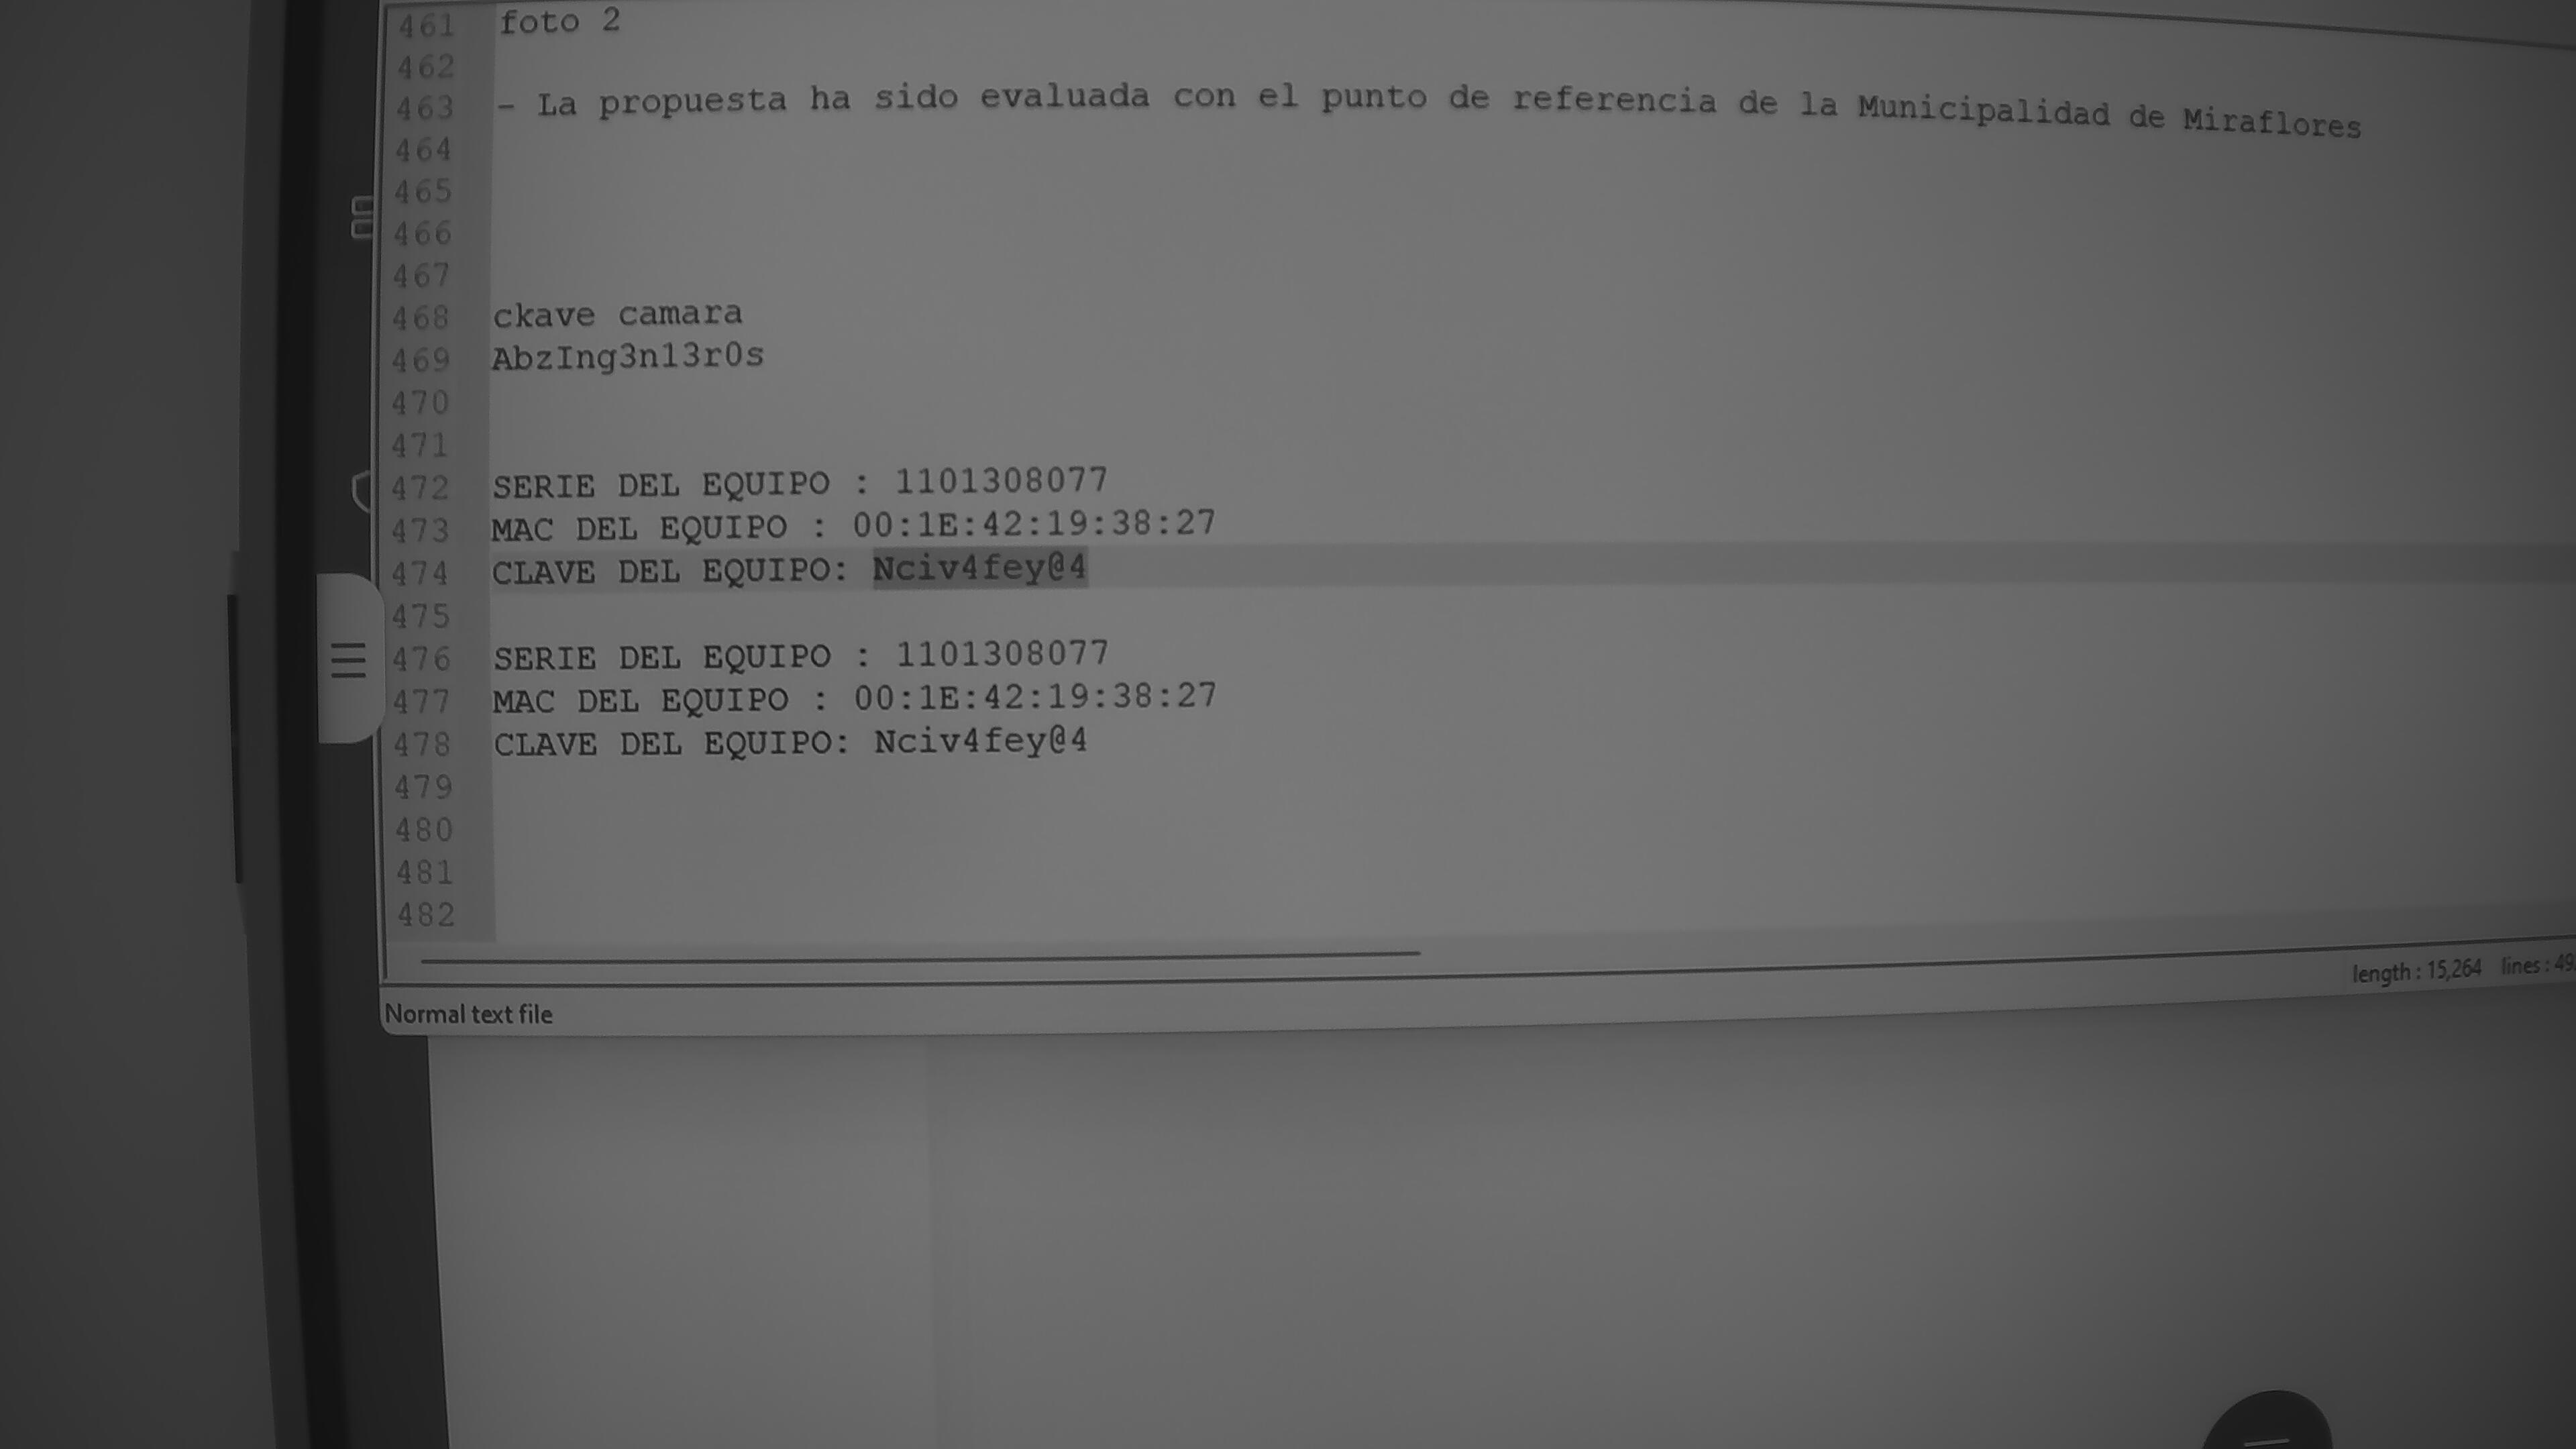 461 foto 2
462
463 - La propuesta ha sido evaluada con el punto de referencia de la Municipalidad de Miraflores
464
465
466
467
468 ckave camara
469 AbzIng3n13r0s
470
471
472 SERIE DEL EQUIPO : 1101308077
473 MAC DEL EQUIPO : 00:1E:42:19:38:27
474 CLAVE DEL EQUIPO: Nciv4fey@4
475
476 SERIE DEL EQUIPO : 1101308077
477 MAC DEL EQUIPO : 00:1E:42:19:38:27
478 CLAVE DEL EQUIPO: Nciv4fey@4
479
480
481
482
Normal text file length : 15,264 lines : 49